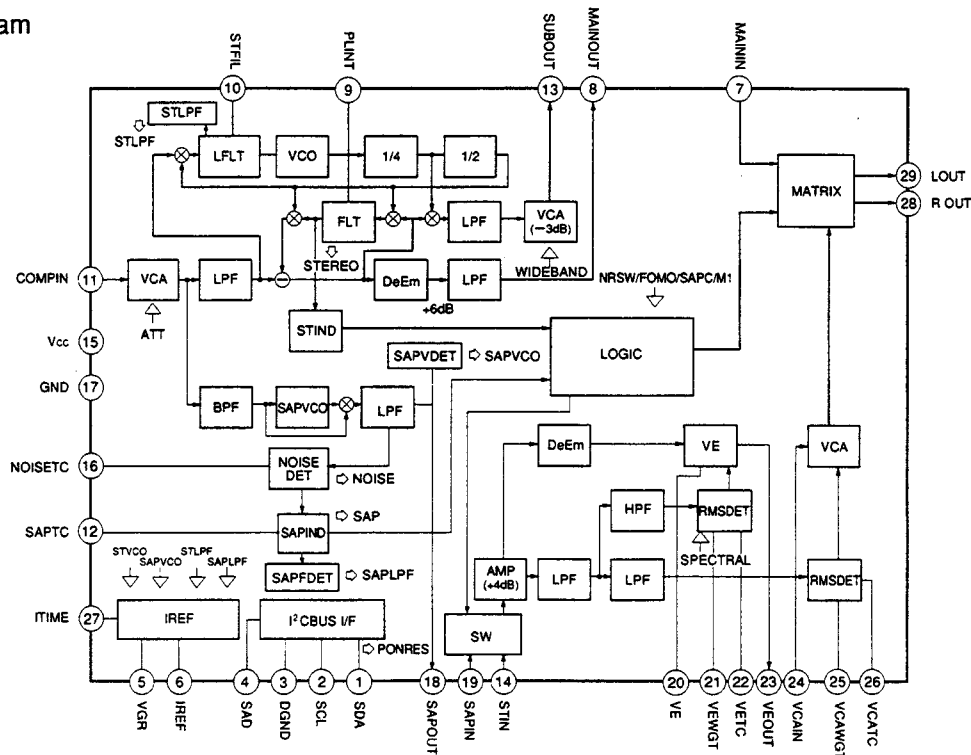 am
STFIL
PLINT
SUBOUT
MAINOUT
MAININ
10
9
13
8
7
STLPF
STLPF
LFLT
VCO
1/4
1/2
MATRIX
29
LOUT
28
R OUT
FLT
LPF
VCA
(−3dB)
STEREO
WIDEBAND
COMPIN
11
VCA
LPF
DeEm
LPF
+6dB
NRSW/FOMO/SAPC/M1
ATT
STIND
LOGIC
Vcc
15
SAPVDET
SAPVCO
GND
17
BPF
SAPVCO
LPF
DeEm
VE
VCA
NOISETC
16
NOISE
DET
NOISE
HPF
RMSDET
SAP
SAPTC
12
SAPIND
SPECTRAL
STVCO
SAPVCO
STLPF
SAPLPF
SAPFDET
SAPLPF
AMP
(+4dB)
LPF
LPF
RMSDET
ITIME
27
IREF
I²CBUS I/F
SW
PONRES
5
6
4
3
2
1
18
19
14
20
21
22
23
24
25
26
VGR
IREF
SAD
DGND
SCL
SDA
SAPOUT
SAPIN
STIN
VE
VEWGT
VETC
VEOUT
VCAIN
VCAWGT
VCATC